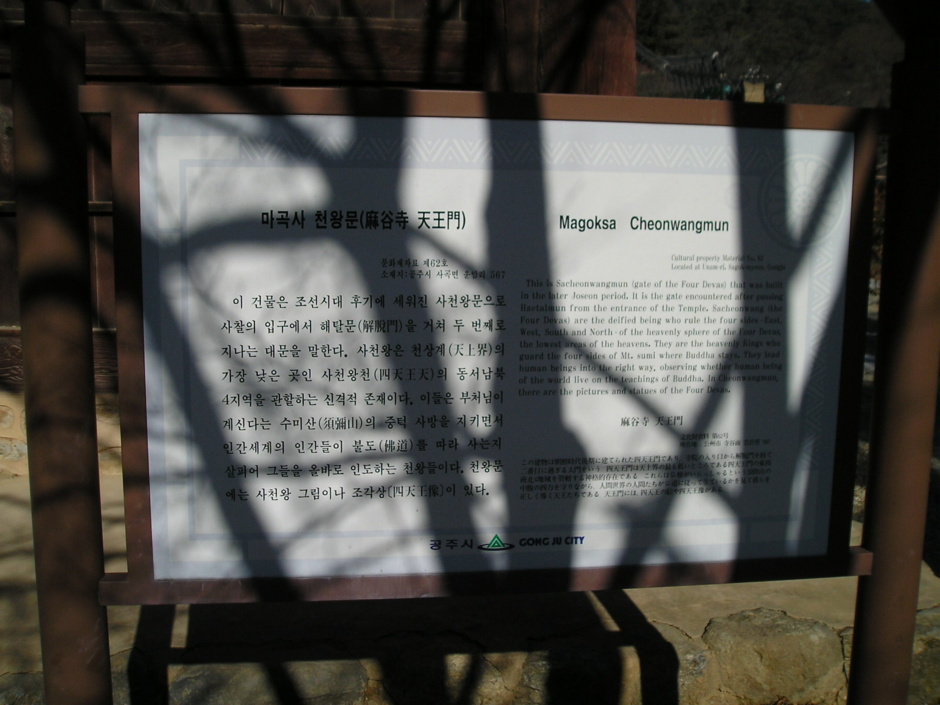 마곡사 천왕문(麻谷寺 天王門)
문화재자료 제62호
소재지:공주시 사곡면 운암리 567
이 건물은 조선시대 후기에 세워진 사천왕문으로
사찰의 입구에서 해탈문(解脫門)을 거쳐 두 번째로
지나는 대문을 말한다. 사천왕은 천상계(天上界)의
가장 낮은 곳인 사천왕천(四天王天)의 동서남북
4지역을 관할하는 신격적 존재이다. 이들은 부처님이
계신다는 수미산(須彌山)의 중턱 사방을 지키면서
인간세계의 인간들이 불도(佛道)를 따라 사는지
살피어 그들을 올바로 인도하는 천왕들이다. 천왕문
에는 사천왕 그림이나 조각상〔四天王像〕이 있다.
Magoksa Cheonwangmun
Cultural property Material No. 62
Located at Unam-ri, Sagok-myeon, Gongju
This is Sacheonwangmun (gate of the Four Devas) that was built
in the later Joseon period. It is the gate encountered after passing
Haetalmun from the entrance of the Temple. Sacheonwang (the
Four Devas) are the deified being who rule the four sides -East,
West, South and North- of the heavenly sphere of the Four Devas,
the lowest areas of the heavens. They are the heavenly kings who
guard the four sides of Mt. sumi where Buddha stays. They lead
human beings into the right way, observing whether human being
of the world live on the teachings of Buddha. In Cheonwangmun,
there are the pictures and statues of the Four Devas.
麻谷寺 天王門
공주시 GONG JU CITY